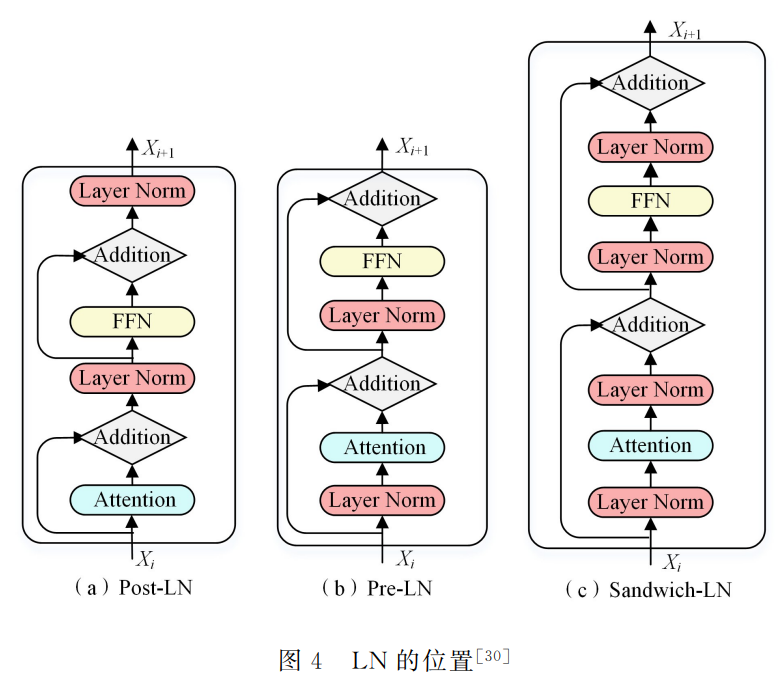 X_{i+1}
Layer Norm
Addition
FFN
Layer Norm
Addition
Attention
X_i
(a) Post-LN
X_{i+1}
Addition
FFN
Layer Norm
Addition
Attention
Layer Norm
X_i
(b) Pre-LN
X_{i+1}
Addition
Layer Norm
FFN
Layer Norm
Addition
Layer Norm
Attention
Layer Norm
X_i
(c) Sandwich-LN
图 4 LN 的位置[30]